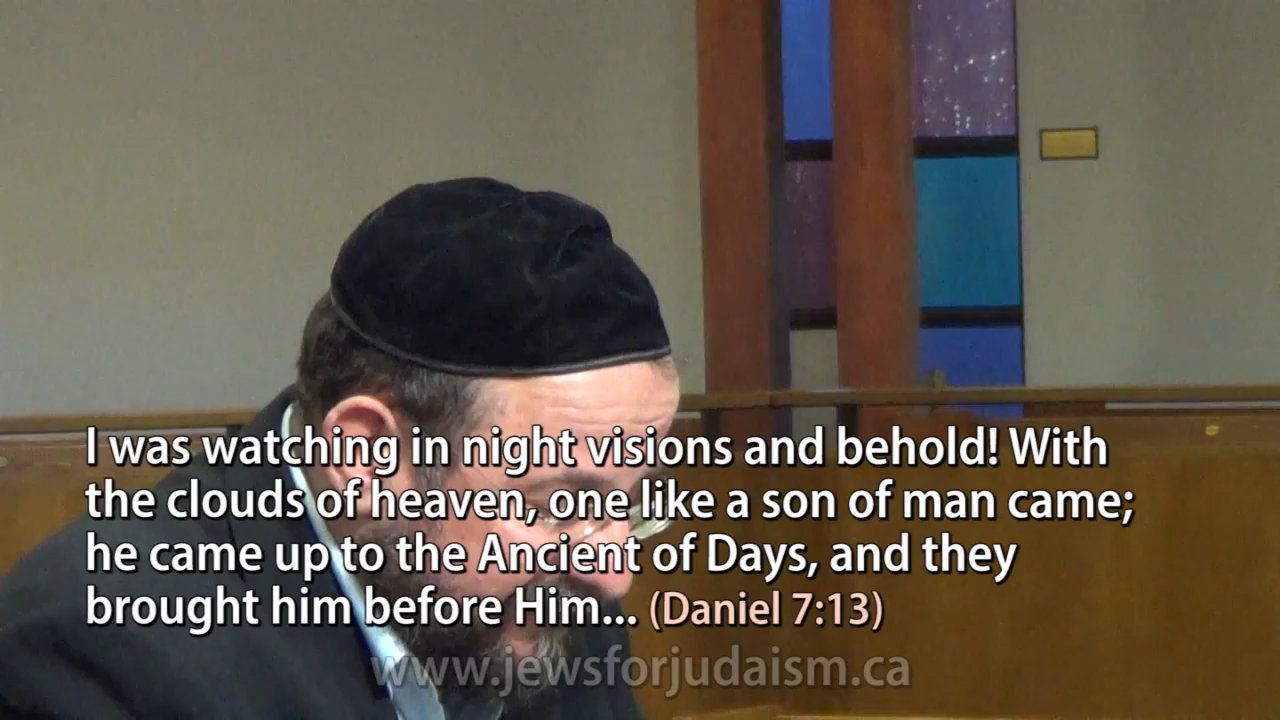 I was watching in night visions and behold! With
the clouds of heaven, one like a son of man came;
he came up to the Ancient of Days, and they
brought him before Him... (Daniel 7:13)
www.jewsforjudaism.ca